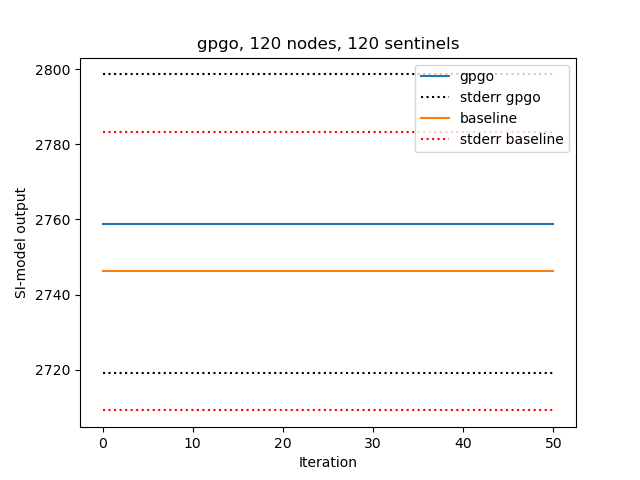 gpgo, 120 nodes, 120 sentinels
2800
2780
2760
2740
2720
SI-model output
gpgo
stderr gpgo
baseline
stderr baseline
0 10 20 30 40 50
Iteration